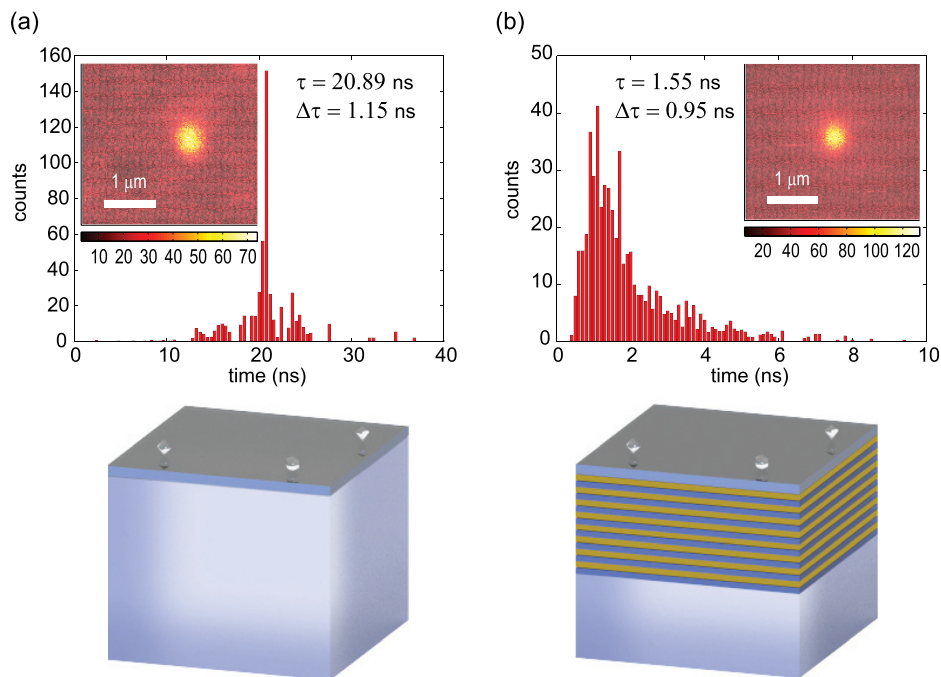 (a)
160
140
120
100
80
60
40
20
0
counts
τ = 20.89 ns
Δτ = 1.15 ns
1 μm
10 20 30 40 50 60 70
0 10 20 30 40
time (ns)
(b)
50
40
30
20
10
0
counts
τ = 1.55 ns
Δτ = 0.95 ns
1 μm
20 40 60 80 100 120
0 2 4 6 8 10
time (ns)